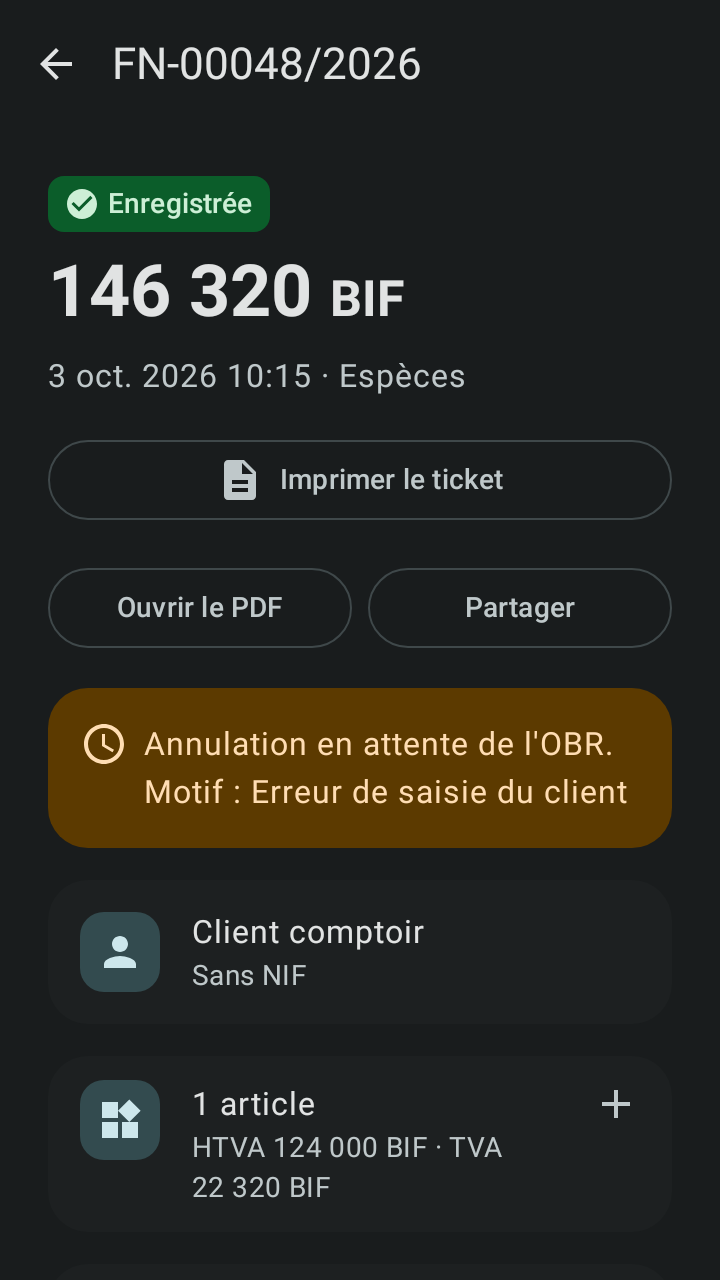 FN-00048/2026
Enregistrée
146 320 BIF
3 oct. 2026 10:15 · Espèces
Imprimer le ticket
Ouvrir le PDF
Partager
Annulation en attente de l'OBR.
Motif : Erreur de saisie du client
Client comptoir
Sans NIF
1 article
HTVA 124 000 BIF · TVA
22 320 BIF